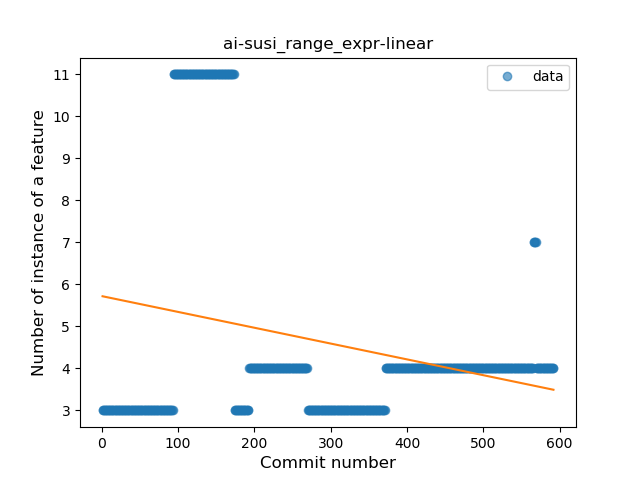 ai-susi_range_expr-linear
data
Number of instance of a feature
11
10
9
8
7
6
5
4
3
0 100 200 300 400 500 600
Commit number